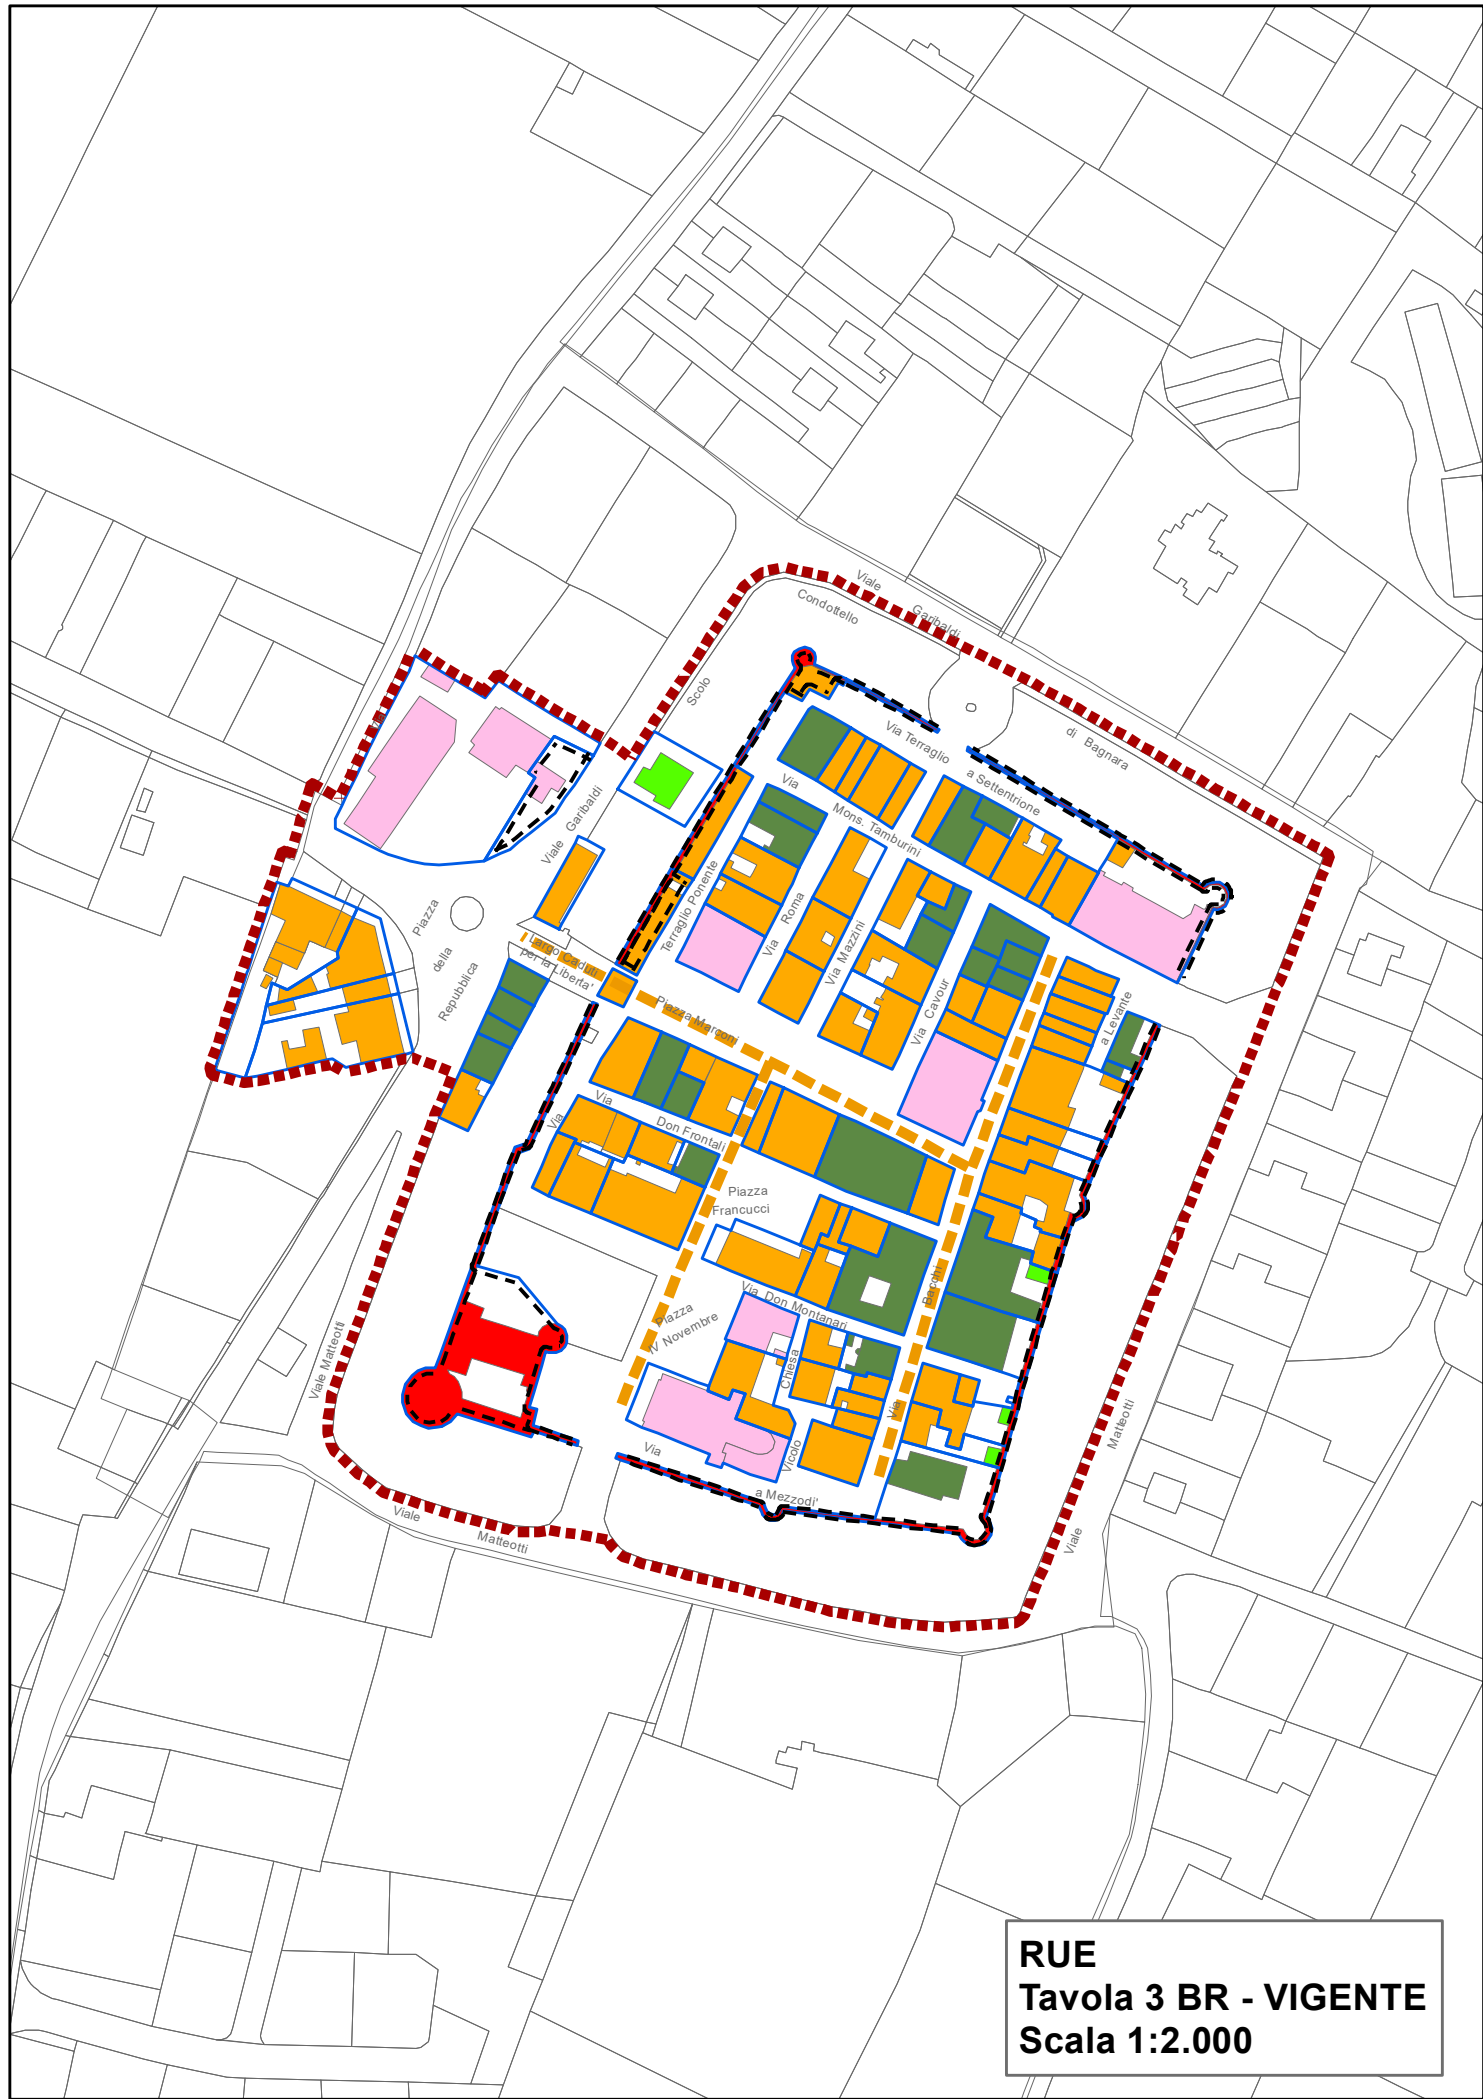 Viale
Garibaldi
Condottello
Scolo
di Bagnara
Via Terraglio
a Settentrione
Via
Mons. Tamburini
Viale Garibaldi
Terraglio Ponente
Via Roma
Via Mazzini
Via Cavour
Piazza
della
Repubblica
Largo Caduti
per la Liberta'
Piazza Marconi
a Levante
Via
Via
Don Frontali
Piazza
Francucci
Bacchi
Via
Via Don Montanari
Piazza
IV Novembre
Chiesa
Vicolo
Via
a Mezzodi'
Viale Matteotti
Viale
Matteotti
Matteotti
Viale
RUE
Tavola 3 BR - VIGENTE
Scala 1:2.000